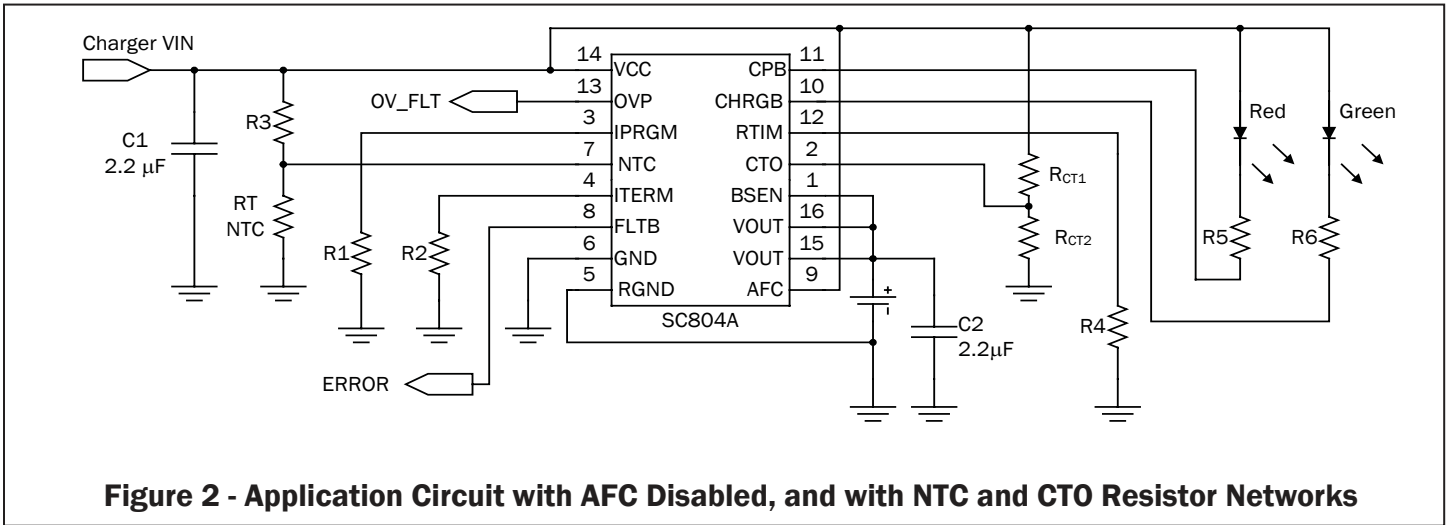 Charger VIN
14
VCC
CPB
11
OV_FLT
13
OVP
CHRGB
10
Red
Green
R3
3
IPRGM
RTIM
12
C1
2.2 μF
7
NTC
CTO
2
RCT1
4
ITERM
BSEN
1
RT
NTC
8
FLTB
VOUT
16
RCT2
R5
R6
R1
R2
6
GND
VOUT
15
5
RGND
AFC
9
+
SC804A
C2
2.2μF
R4
ERROR
Figure 2 - Application Circuit with AFC Disabled, and with NTC and CTO Resistor Networks